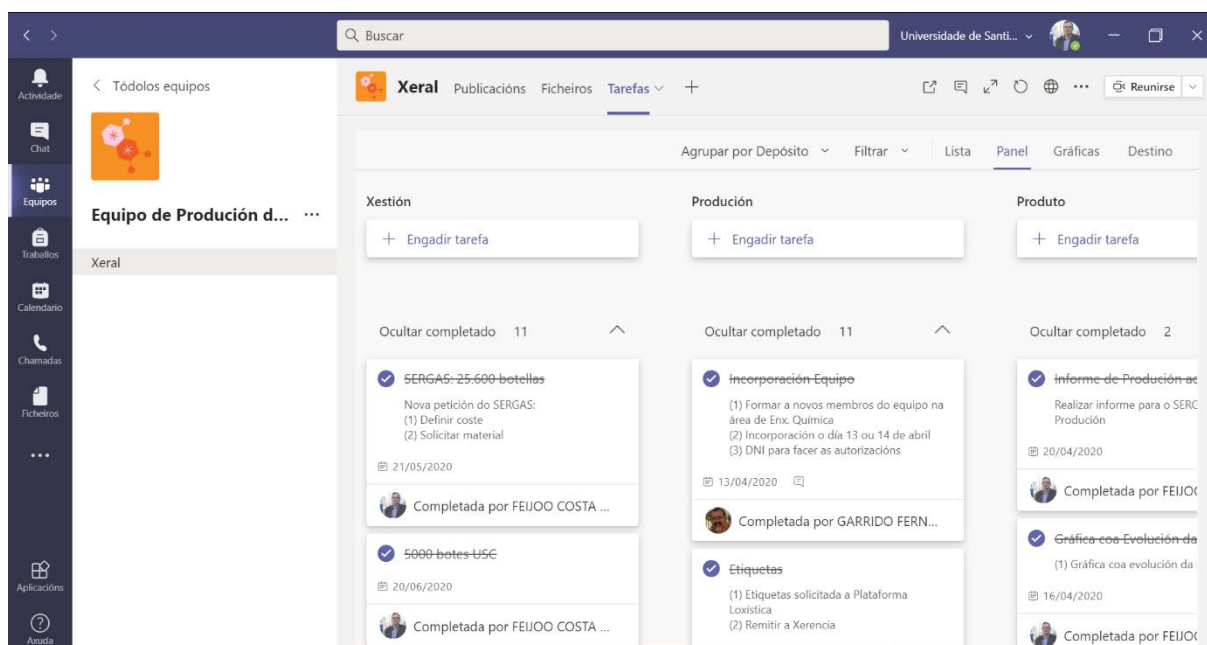 Buscar
Universidade de Santi...
Actividade
Chat
Equipos
Traballos
Calendario
Chamadas
Ficheiros
Aplicacións
Axuda
Tódolos equipos
Equipo de Produción d... ...
Xeral
Xeral Publicacións Ficheiros Tarefas
Reunirse
Agrupar por Depósito Filtrar Lista Panel Gráficas Destino
Xestión
+ Engadir tarefa
Ocultar completado 11
SERGAS: 25.600 botellas
Nova petición do SERGAS:
(1) Definir coste
(2) Solicitar material
21/05/2020
Completada por FEIJOO COSTA ...
5000 botes USC
20/06/2020
Completada por FEIJOO COSTA ...
Produción
+ Engadir tarefa
Ocultar completado 11
Incorporación Equipo
(1) Formar a novos membros do equipo na
área de Enx. Química
(2) Incorporación o día 13 ou 14 de abril
(3) DNI para facer as autorizacións
13/04/2020
Completada por GARRIDO FERN...
Etiquetas
(1) Etiquetas solicitada a Plataforma
Loxística
(2) Remitir a Xerencia
Produto
+ Engadir tarefa
Ocultar completado 2
Informe de Produción
Realizar informe para o SERG
Produción
20/04/2020
Completada por FEIJO
Gráfica coa Evolución da
(1) Gráfica coa evolución da
16/04/2020
Completada por FEIJO